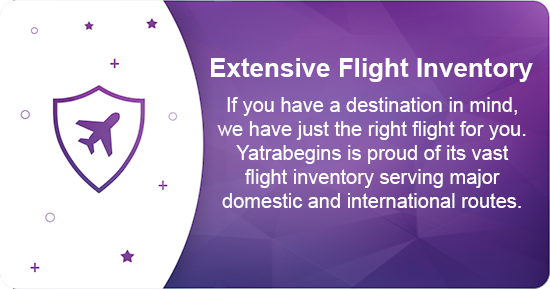 Extensive Flight Inventory
If you have a destination in mind,
we have just the right flight for you.
Yatrabegins is proud of its vast
flight inventory serving major
domestic and international routes.